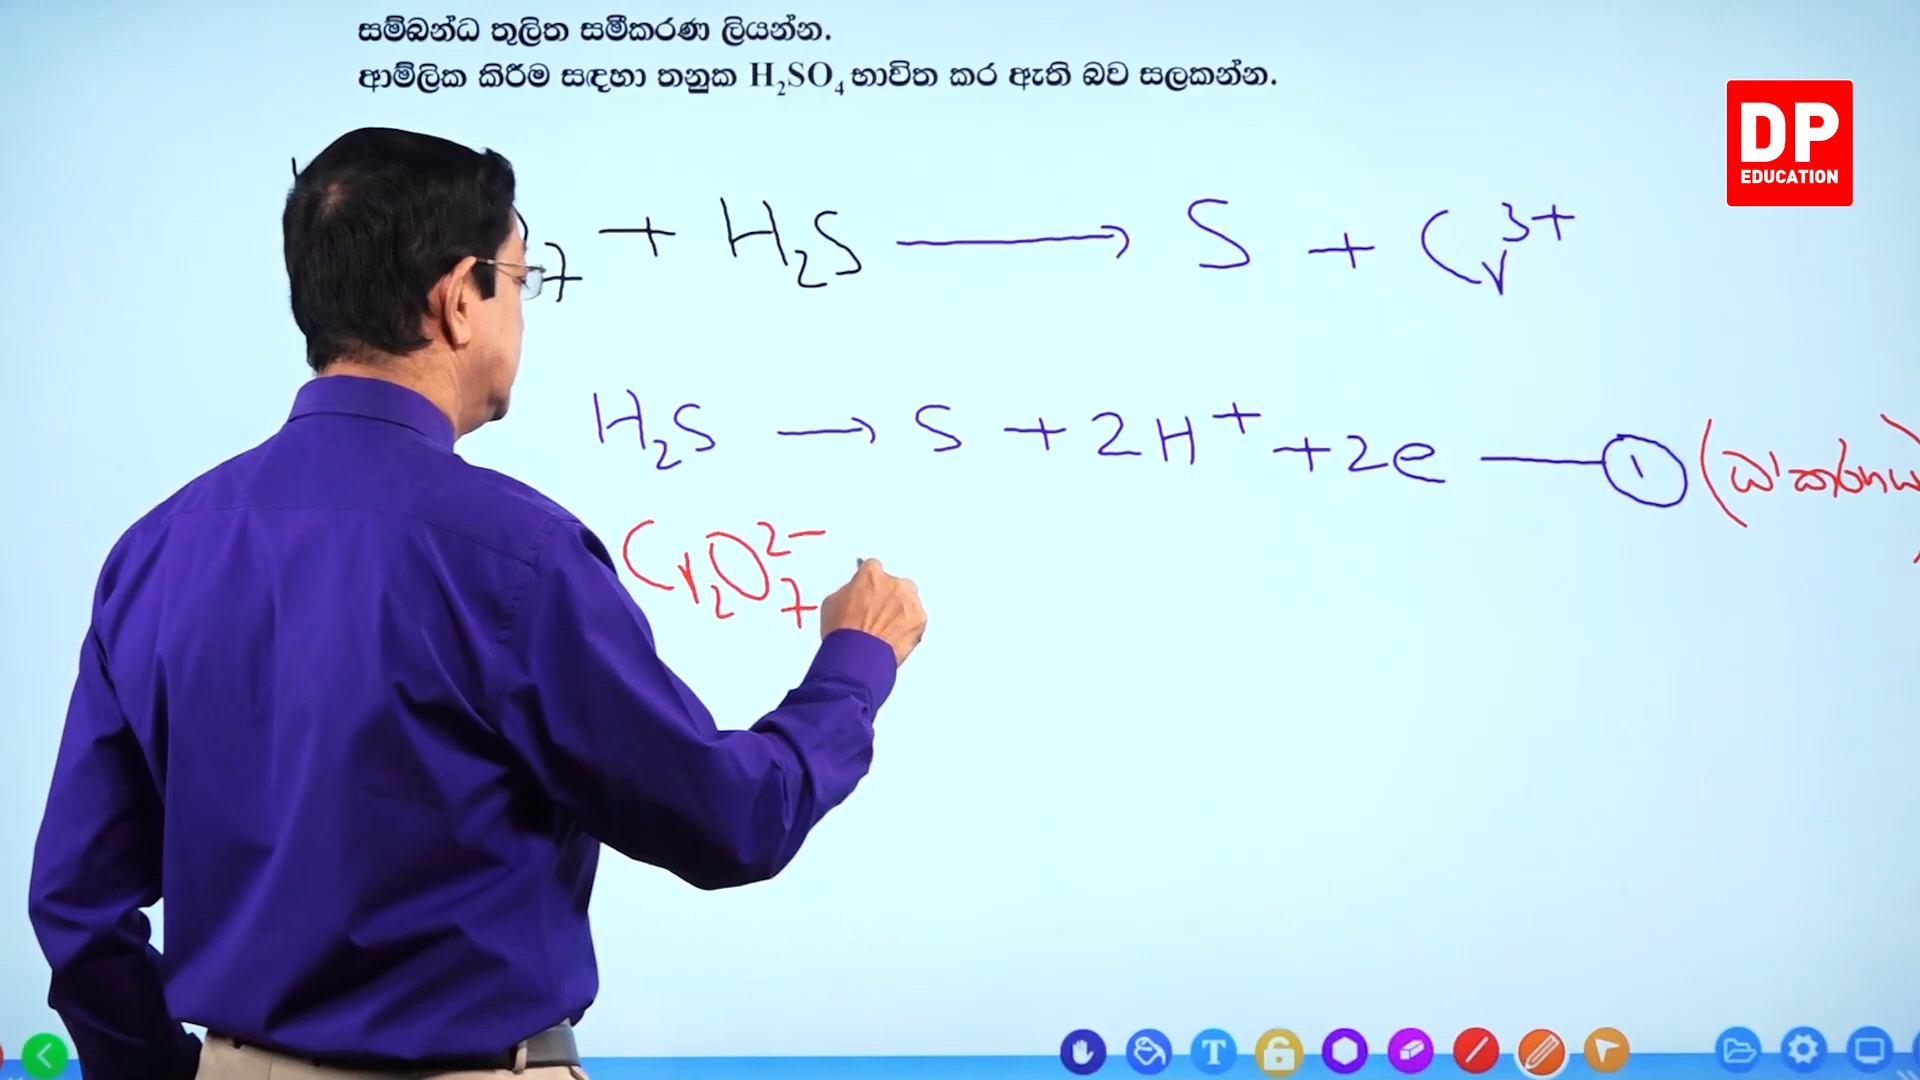 සම්බන්ධ තුලිත සමීකරණ ලියන්න.
ආම්ලික කිරීම සඳහා තනුක H₂SO₄ භාවිත කර ඇති බව සලකන්න.
DP
EDUCATION
₇ + H₂S ⟶ S + Cr³⁺
H₂S → S + 2H⁺ + 2e — ①
Cr₂O₇²⁻
T